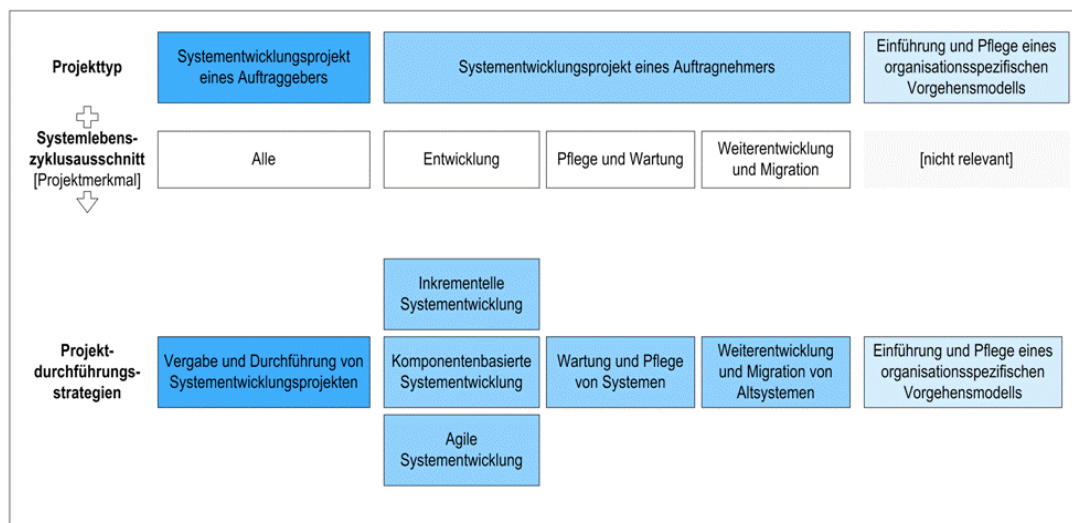 Projekttyp
Systementwicklungsprojekt
eines Auftraggebers
Systementwicklungsprojekt eines Auftragnehmers
Einführung und Pflege eines
organisationsspezifischen
Vorgehensmodells
Systemlebens-
zyklusausschnitt
[Projektmerkmal]
Alle
Entwicklung
Pflege und Wartung
Weiterentwicklung
und Migration
[nicht relevant]
Projekt-
durchführungs-
strategien
Vergabe und Durchführung von
Systementwicklungsprojekten
Inkrementelle
Systementwicklung
Komponentenbasierte
Systementwicklung
Agile
Systementwicklung
Wartung und Pflege
von Systemen
Weiterentwicklung
und Migration von
Altsystemen
Einführung und Pflege eines
organisationsspezifischen
Vorgehensmodells